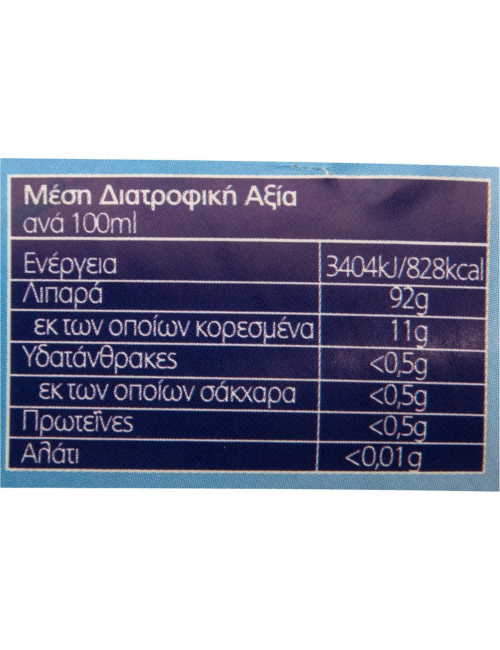 Μέση Διατροφική Αξία
ανά 100ml
Ενέργεια 3404kJ/828kcal
Λιπαρά 92g
εκ των οποίων κορεσμένα 11g
Υδατάνθρακες <0,5g
εκ των οποίων σάκχαρα <0,5g
Πρωτεΐνες <0,5g
Αλάτι <0,01g